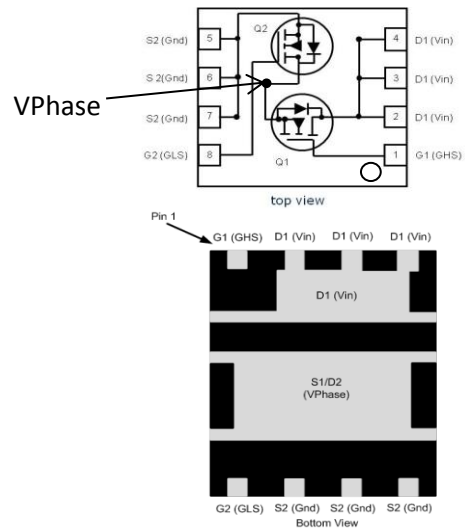 Q2
S2(Gnd) 5 4 D1(Vin)
S2(Gnd) 6 3 D1(Vin)
VPhase
S2(Gnd) 7 2 D1(Vin)
G2(GLS) 8 1 G1(GHS)
Q1
top view
Pin 1
G1 (GHS) D1 (Vin) D1 (Vin) D1 (Vin)
D1 (Vin)
S1/D2
(VPhase)
G2 (GLS) S2 (Gnd) S2 (Gnd) S2 (Gnd)
Bottom View